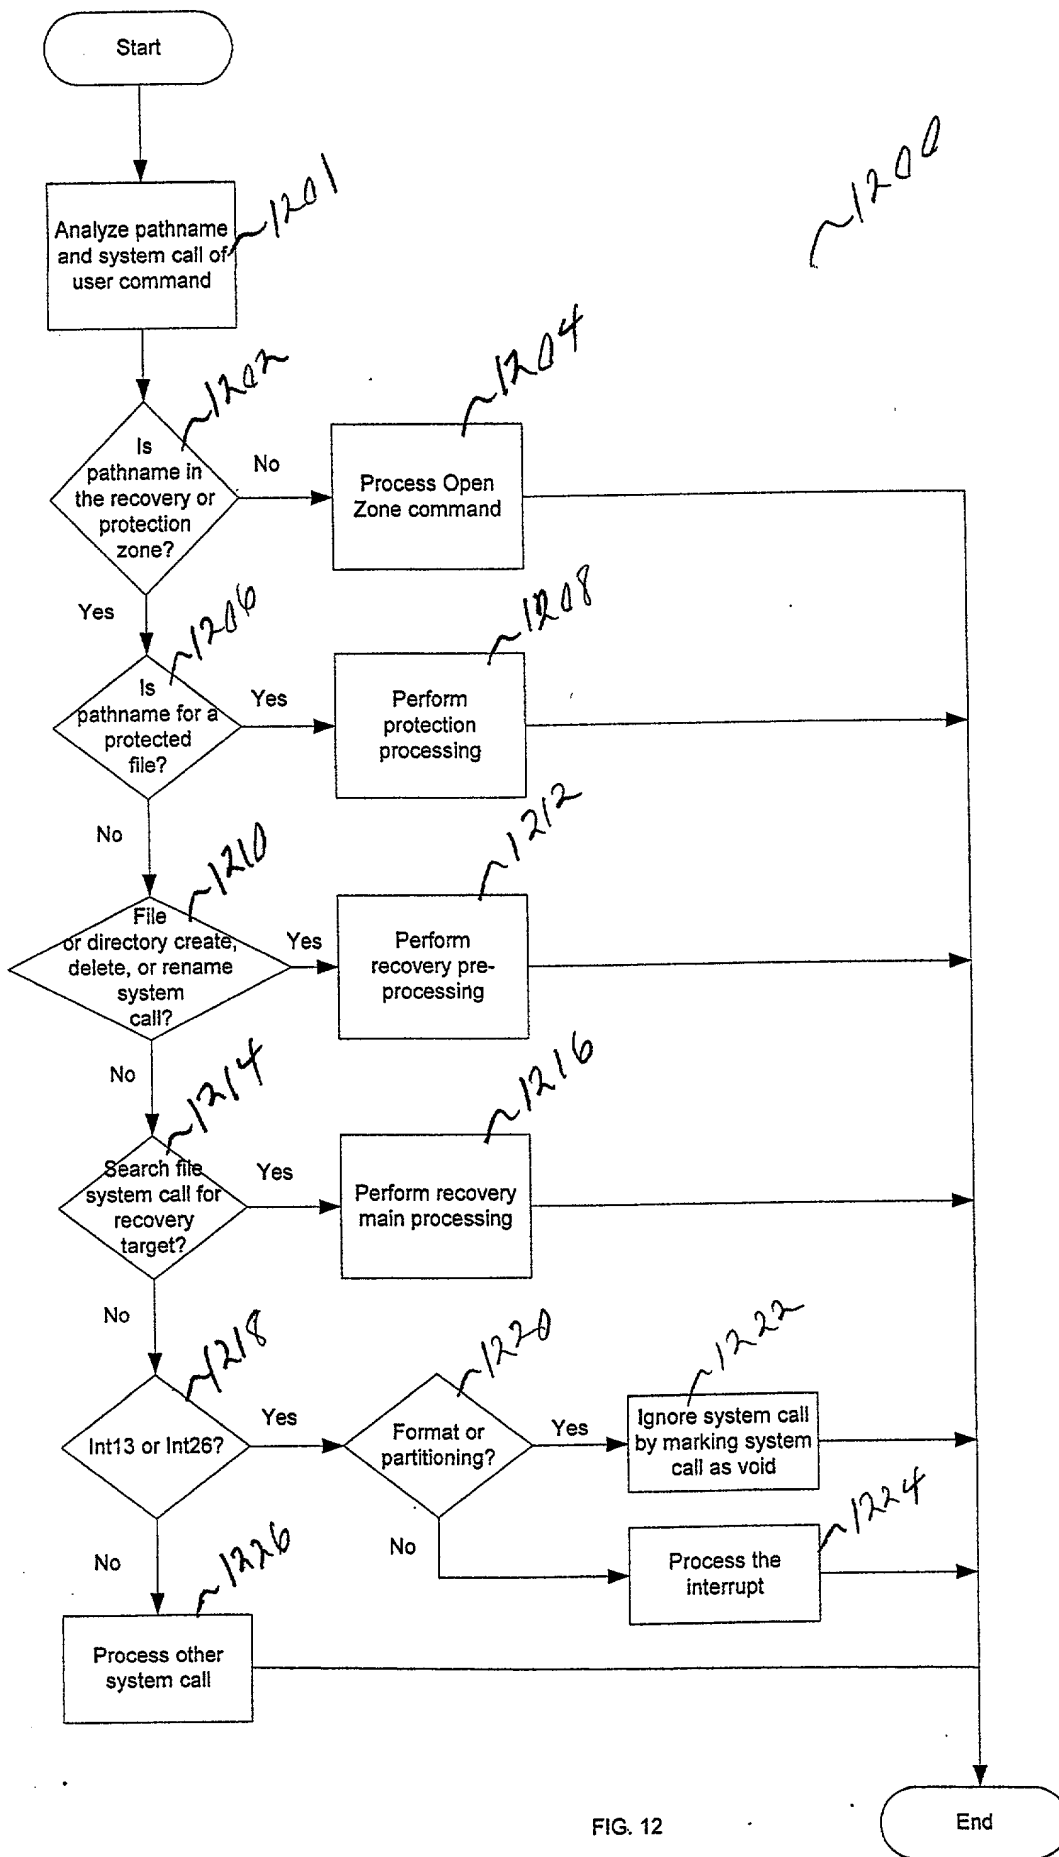 Start
1200
1201
Analyze pathname
and system call of
user command
1202
1204
Is
pathname in
the recovery or
protection
zone?
No
Process Open
Zone command
Yes
1206
1208
Is
pathname for a
protected
file?
Yes
Perform
protection
processing
No
1210
1212
File
or directory create,
delete, or rename
system
call?
Yes
Perform
recovery pre-
processing
No
1214
1216
Search file
system call for
recovery
target?
Yes
Perform recovery
main processing
No
1218
1220
1222
Int13 or Int26?
Yes
Format or
partitioning?
Yes
Ignore system call
by marking system
call as void
No
1226
No
1224
Process the
interrupt
Process other
system call
FIG. 12
End